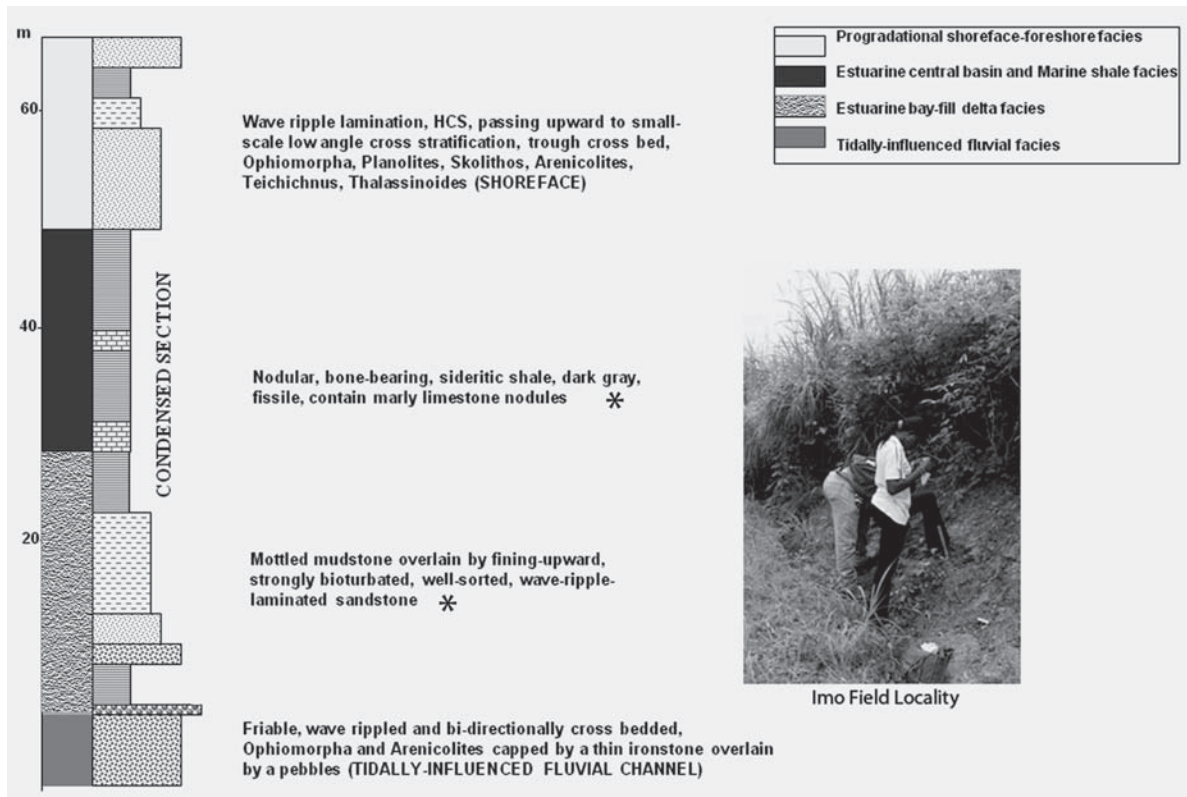 m
60
40
20
CONDENSED SECTION
Progradational shoreface-foreshore facies
Estuarine central basin and Marine shale facies
Estuarine bay-fill delta facies
Tidally-influenced fluvial facies
Wave ripple lamination, HCS, passing upward to small-
scale low angle cross stratification, trough cross bed,
Ophiomorpha, Planolites, Skolithos, Arenicolites,
Teichichnus, Thalassinoides (SHOREFACE)
Nodular, bone-bearing, sideritic shale, dark gray,
fissile, contain marly limestone nodules *
Mottled mudstone overlain by fining-upward,
strongly bioturbated, well-sorted, wave-ripple-
laminated sandstone *
Imo Field Locality
Friable, wave rippled and bi-directionally cross bedded,
Ophiomorpha and Arenicolites capped by a thin ironstone overlain
by a pebbles (TIDALLY-INFLUENCED FLUVIAL CHANNEL)